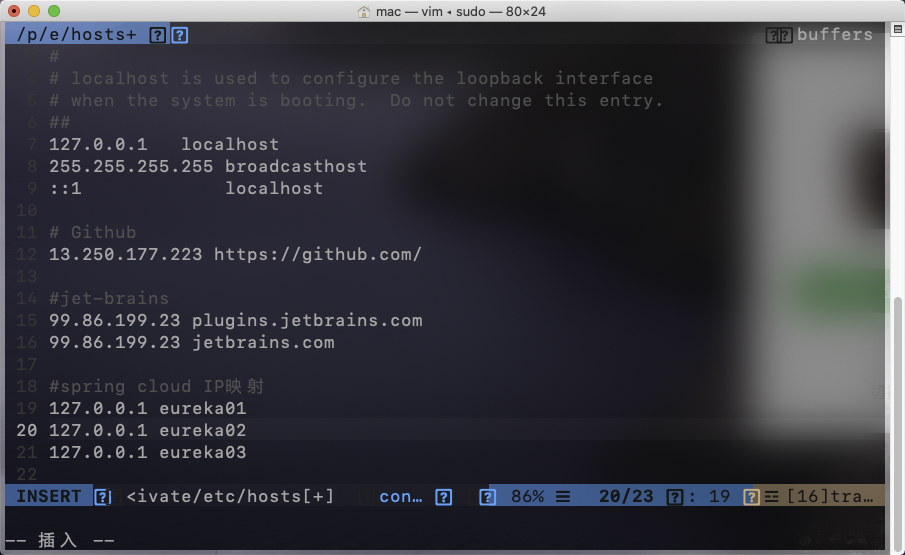 mac — vim ◂ sudo — 80×24
/p/e/hosts+ buffers
#
# localhost is used to configure the loopback interface
5 # when the system is booting.  Do not change this entry.
6 ##
7 127.0.0.1   localhost
8 255.255.255.255 broadcasthost
9 ::1             localhost
10
11 # Github
12 13.250.177.223 https://github.com/
13
14 #jet-brains
15 99.86.199.23 plugins.jetbrains.com
16 99.86.199.23 jetbrains.com
17
18 #spring cloud IP映射
19 127.0.0.1 eureka01
20 127.0.0.1 eureka02
21 127.0.0.1 eureka03
22
INSERT <ivate/etc/hosts[+] con… 86% ☰ 20/23 : 19 ☲ [16]tra…
-- 插入 --